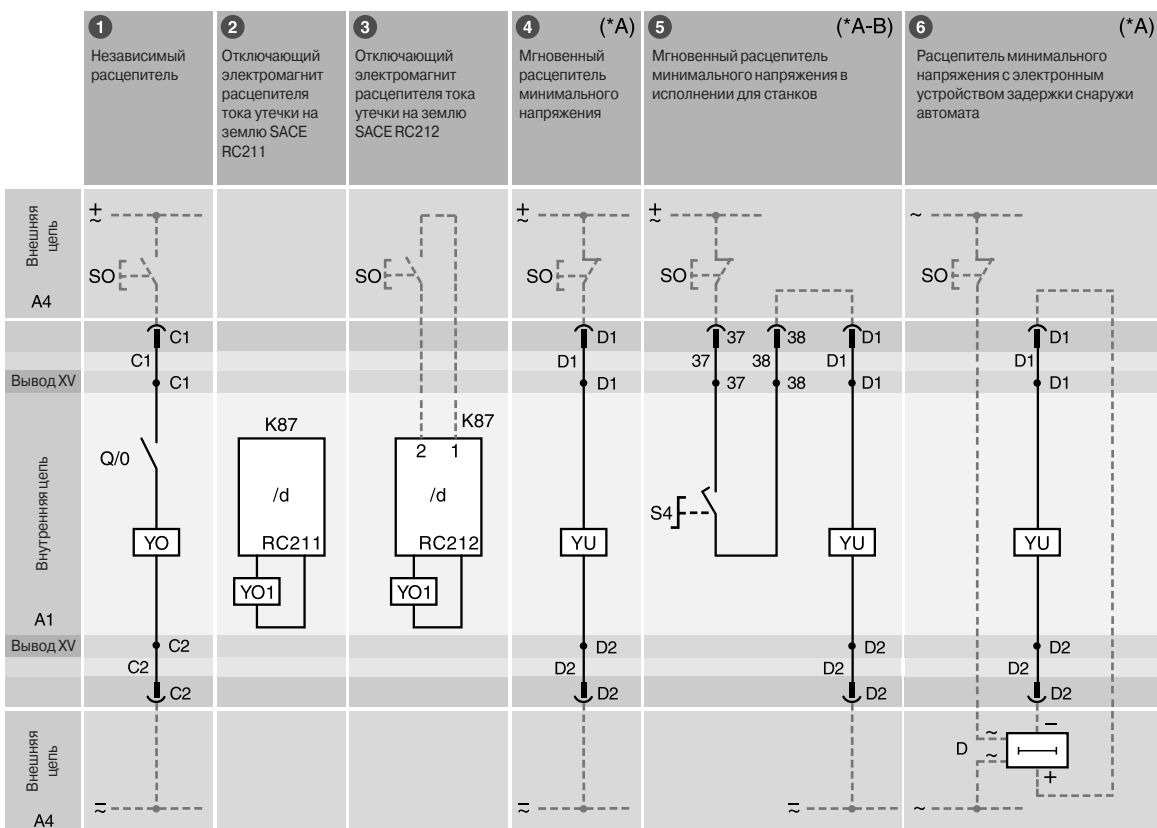 1
Независимый
расцепитель
2
Отключающий
электромагнит
расцепителя
тока утечки на
землю SACE
RC211
3
Отключающий
электромагнит
расцепителя тока
утечки на землю
SACE RC212
4 (*A)
Мгновенный
расцепитель
минимального
напряжения
5 (*A-B)
Мгновенный расцепитель
минимального напряжения в
исполнении для станков
6 (*A)
Расцепитель минимального
напряжения с электронным
устройством задержки снаружи
автомата
Внешняя
цепь
A4
± ~ ± ~ ± ~ ~
SO SO SO SO SO
C1 D1 37 38 D1 D1
C1 D1 37 38 D1 D1
Вывод XV C1 D1 37 38 D1 D1
Внутренняя цепь
A1
K87 K87
Q/0 2 1
/d /d
S4
YO RC211 RC212 YU YU YU
YO1 YO1
Вывод XV C2 D2 D2 D2
C2 D2 D2 D2
C2 D2 D2 D2
Внешняя
цепь
A4
D ~ ~ − +
≂ ≂ ≂ ~